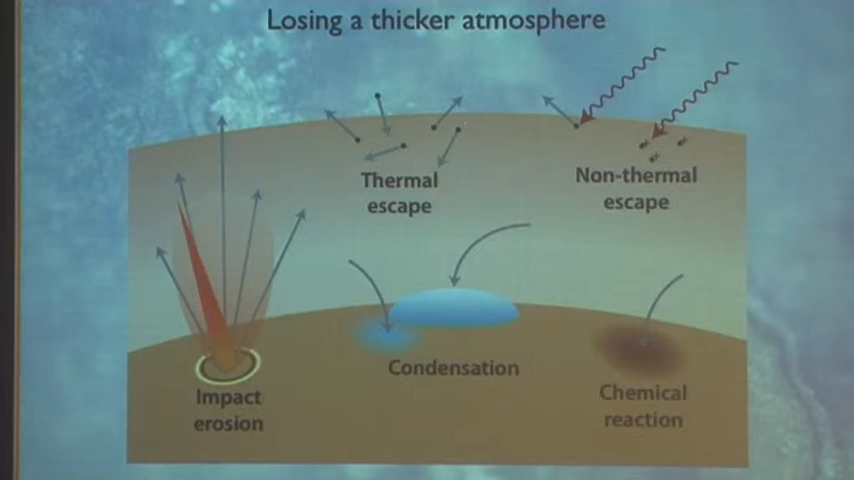 Losing a thicker atmosphere
Thermal
escape
Non-thermal
escape
Condensation
Impact
erosion
Chemical
reaction